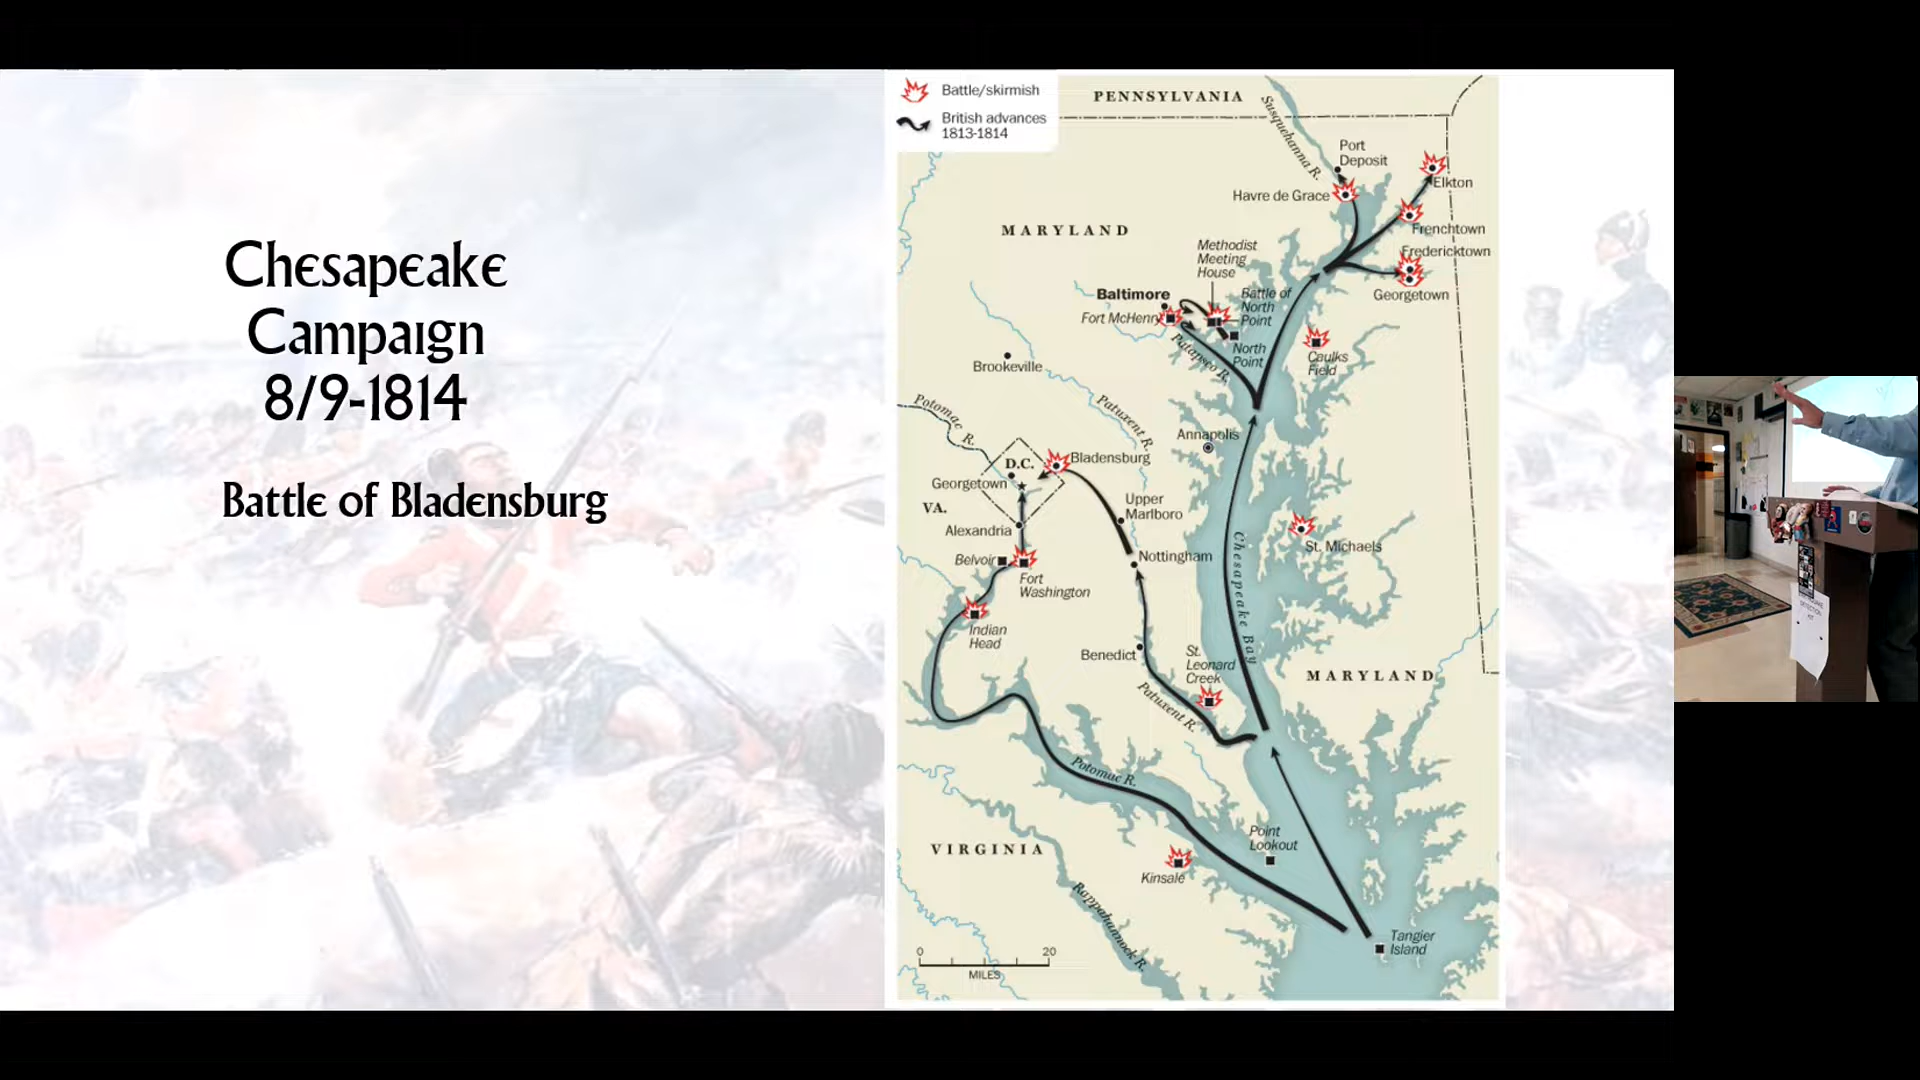 Chesapeake
Campaign
8/9-1814
Battle of Bladensburg
Battle/skirmish
British advances
1813-1814
PENNSYLVANIA
Susquehanna R.
Port
Deposit
Elkton
Havre de Grace
Frenchtown
Fredericktown
Georgetown
MARYLAND
Methodist
Meeting
House
Baltimore
Battle of
North
Point
Fort McHenry
North
Point
Patapsco R.
Caulks
Field
Brookeville
Potomac R.
Patuxent R.
Annapolis
D.C.
Bladensburg
Georgetown
VA.
Upper
Marlboro
Alexandria
St. Michaels
Belvoir
Nottingham
Fort
Washington
Chesapeake Bay
Indian
Head
Benedict
St.
Leonard
Creek
MARYLAND
Patuxent R.
Potomac R.
Point
Lookout
VIRGINIA
Kinsale
Rappahannock R.
Tangier
Island
0 20
MILES